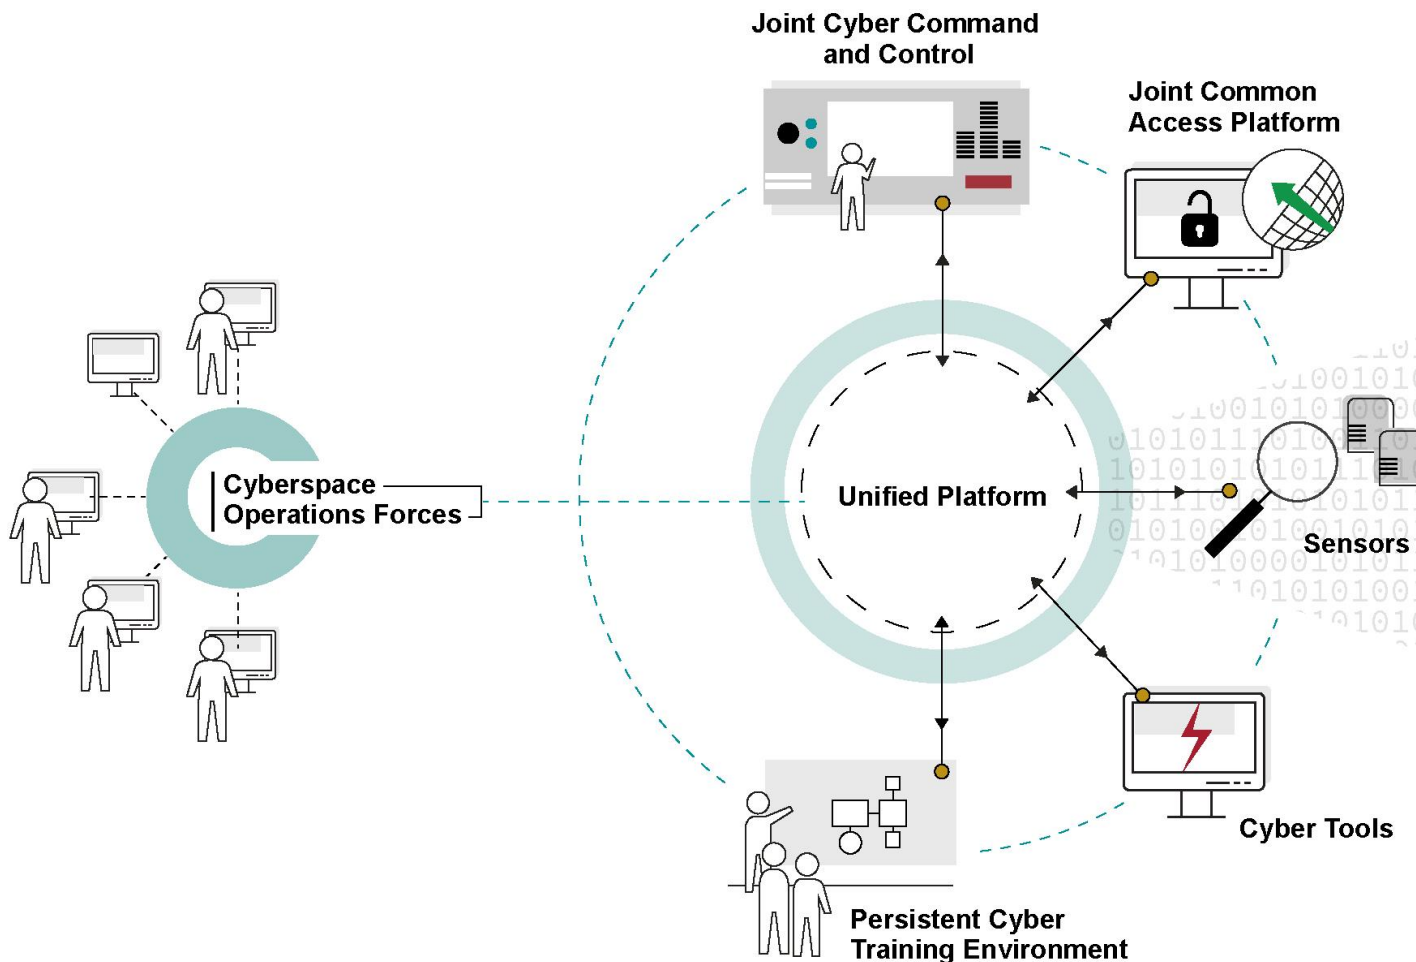 Joint Cyber Command
and Control
Joint Common
Access Platform
Cyberspace
Operations Forces
Unified Platform
Sensors
Cyber Tools
Persistent Cyber
Training Environment